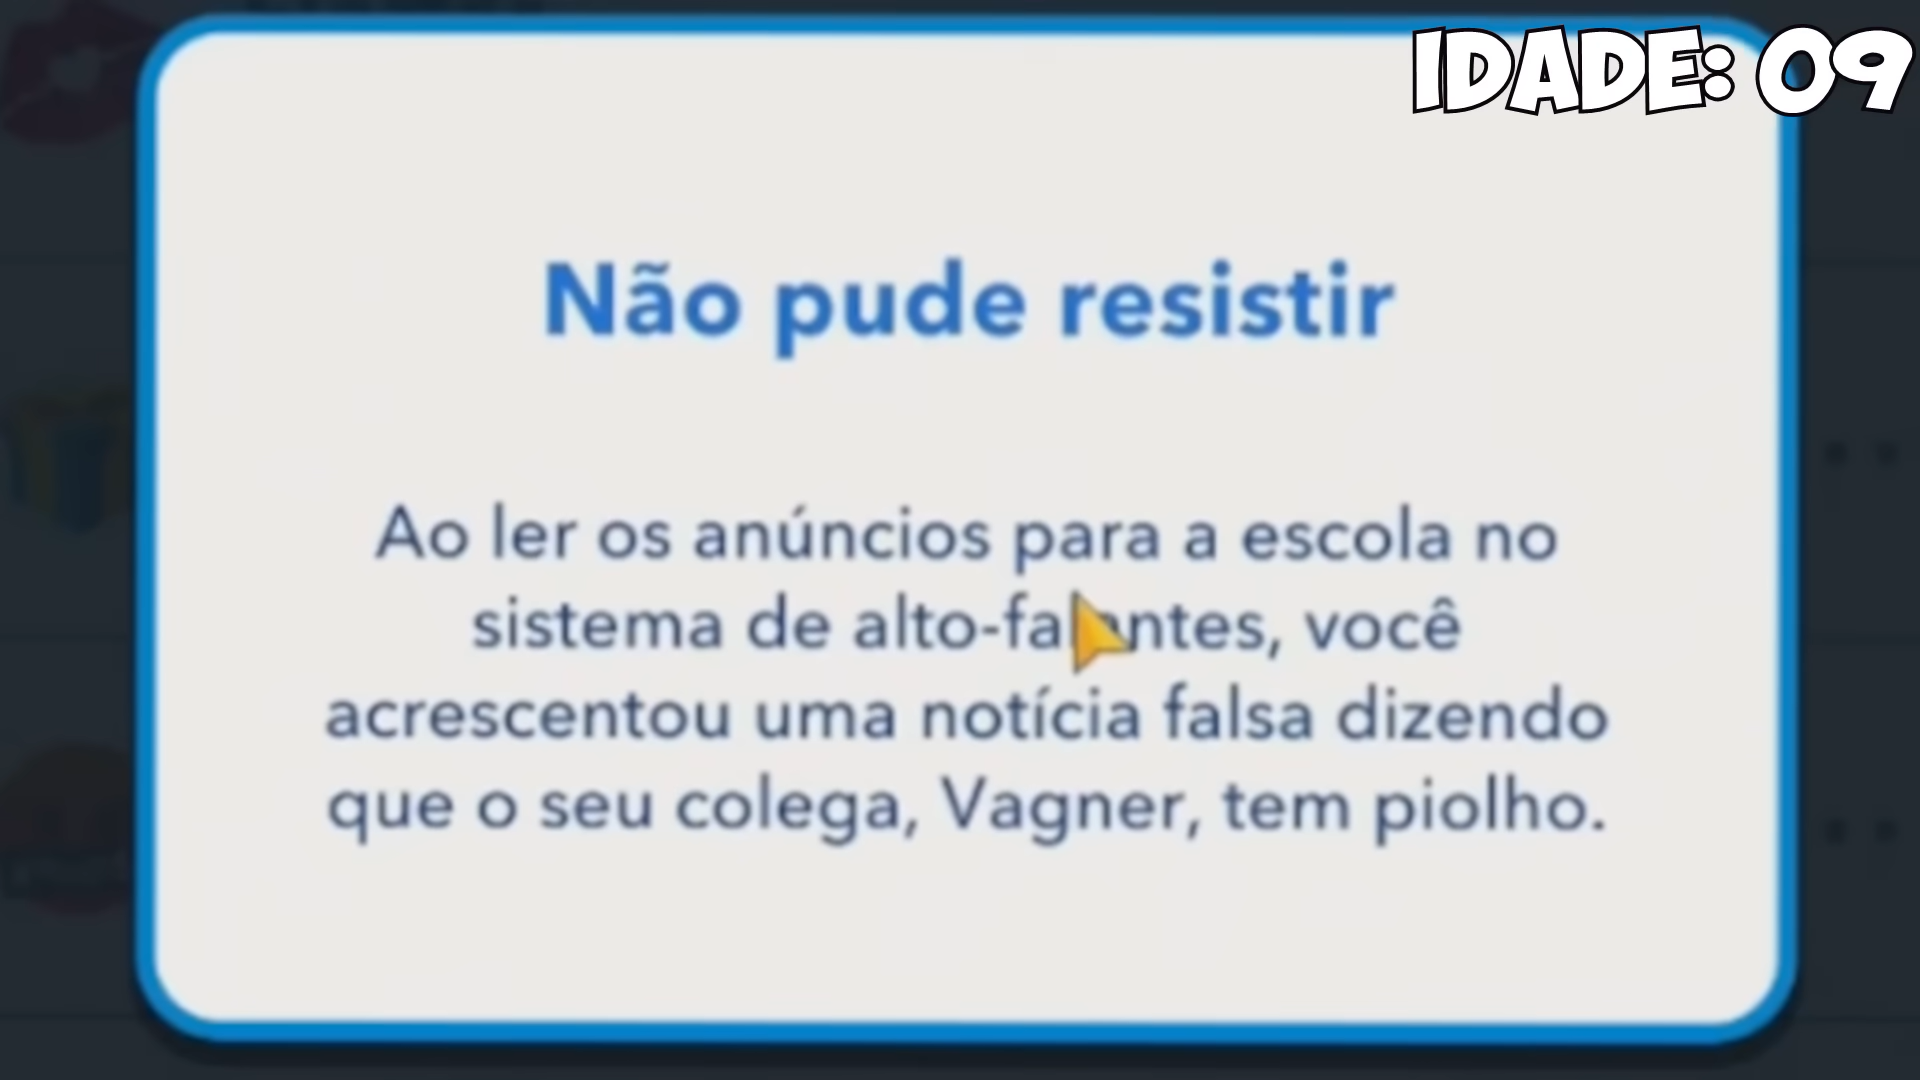 IDADE: 09
Não pude resistir
Ao ler os anúncios para a escola no
sistema de alto-falantes, você
acrescentou uma notícia falsa dizendo
que o seu colega, Vagner, tem piolho.